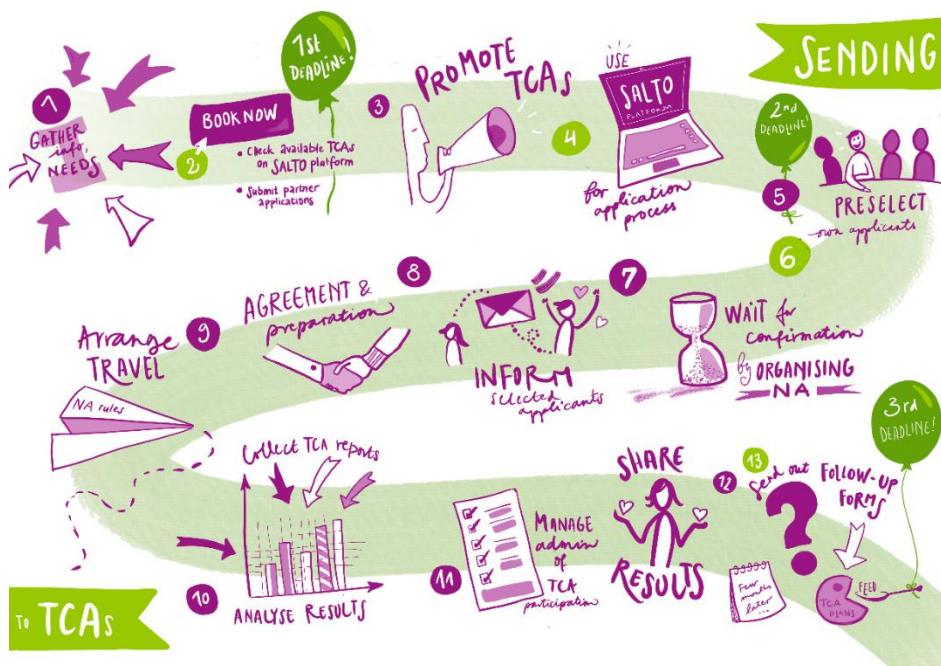 SENDING
TO TCAs
1
GATHER
info,
NEEDS
2
BOOK NOW
• Check available TCAs
on SALTO platform
• Submit partner
applications
1st
DEADLINE!
3
PROMOTE
TCAs
4
USE
SALTO
PLATFORM
for
application
process
2nd
DEADLINE!
5
PRESELECT
own applicants
6
WAIT for
confirmation
by ORGANISING
NA
7
INFORM
selected
applicants
8
AGREEMENT &
preparation
9
Arrange
TRAVEL
NA rules
10
Collect TCA reports
ANALYSE RESULTS
11
MANAGE
admin
of
TCA
participation
12
SHARE
RESULTS
13
Send out
?
FOLLOW-UP
FORMS
Few
months
later...
TCA
PLANS
FEED
3rd
DEADLINE!